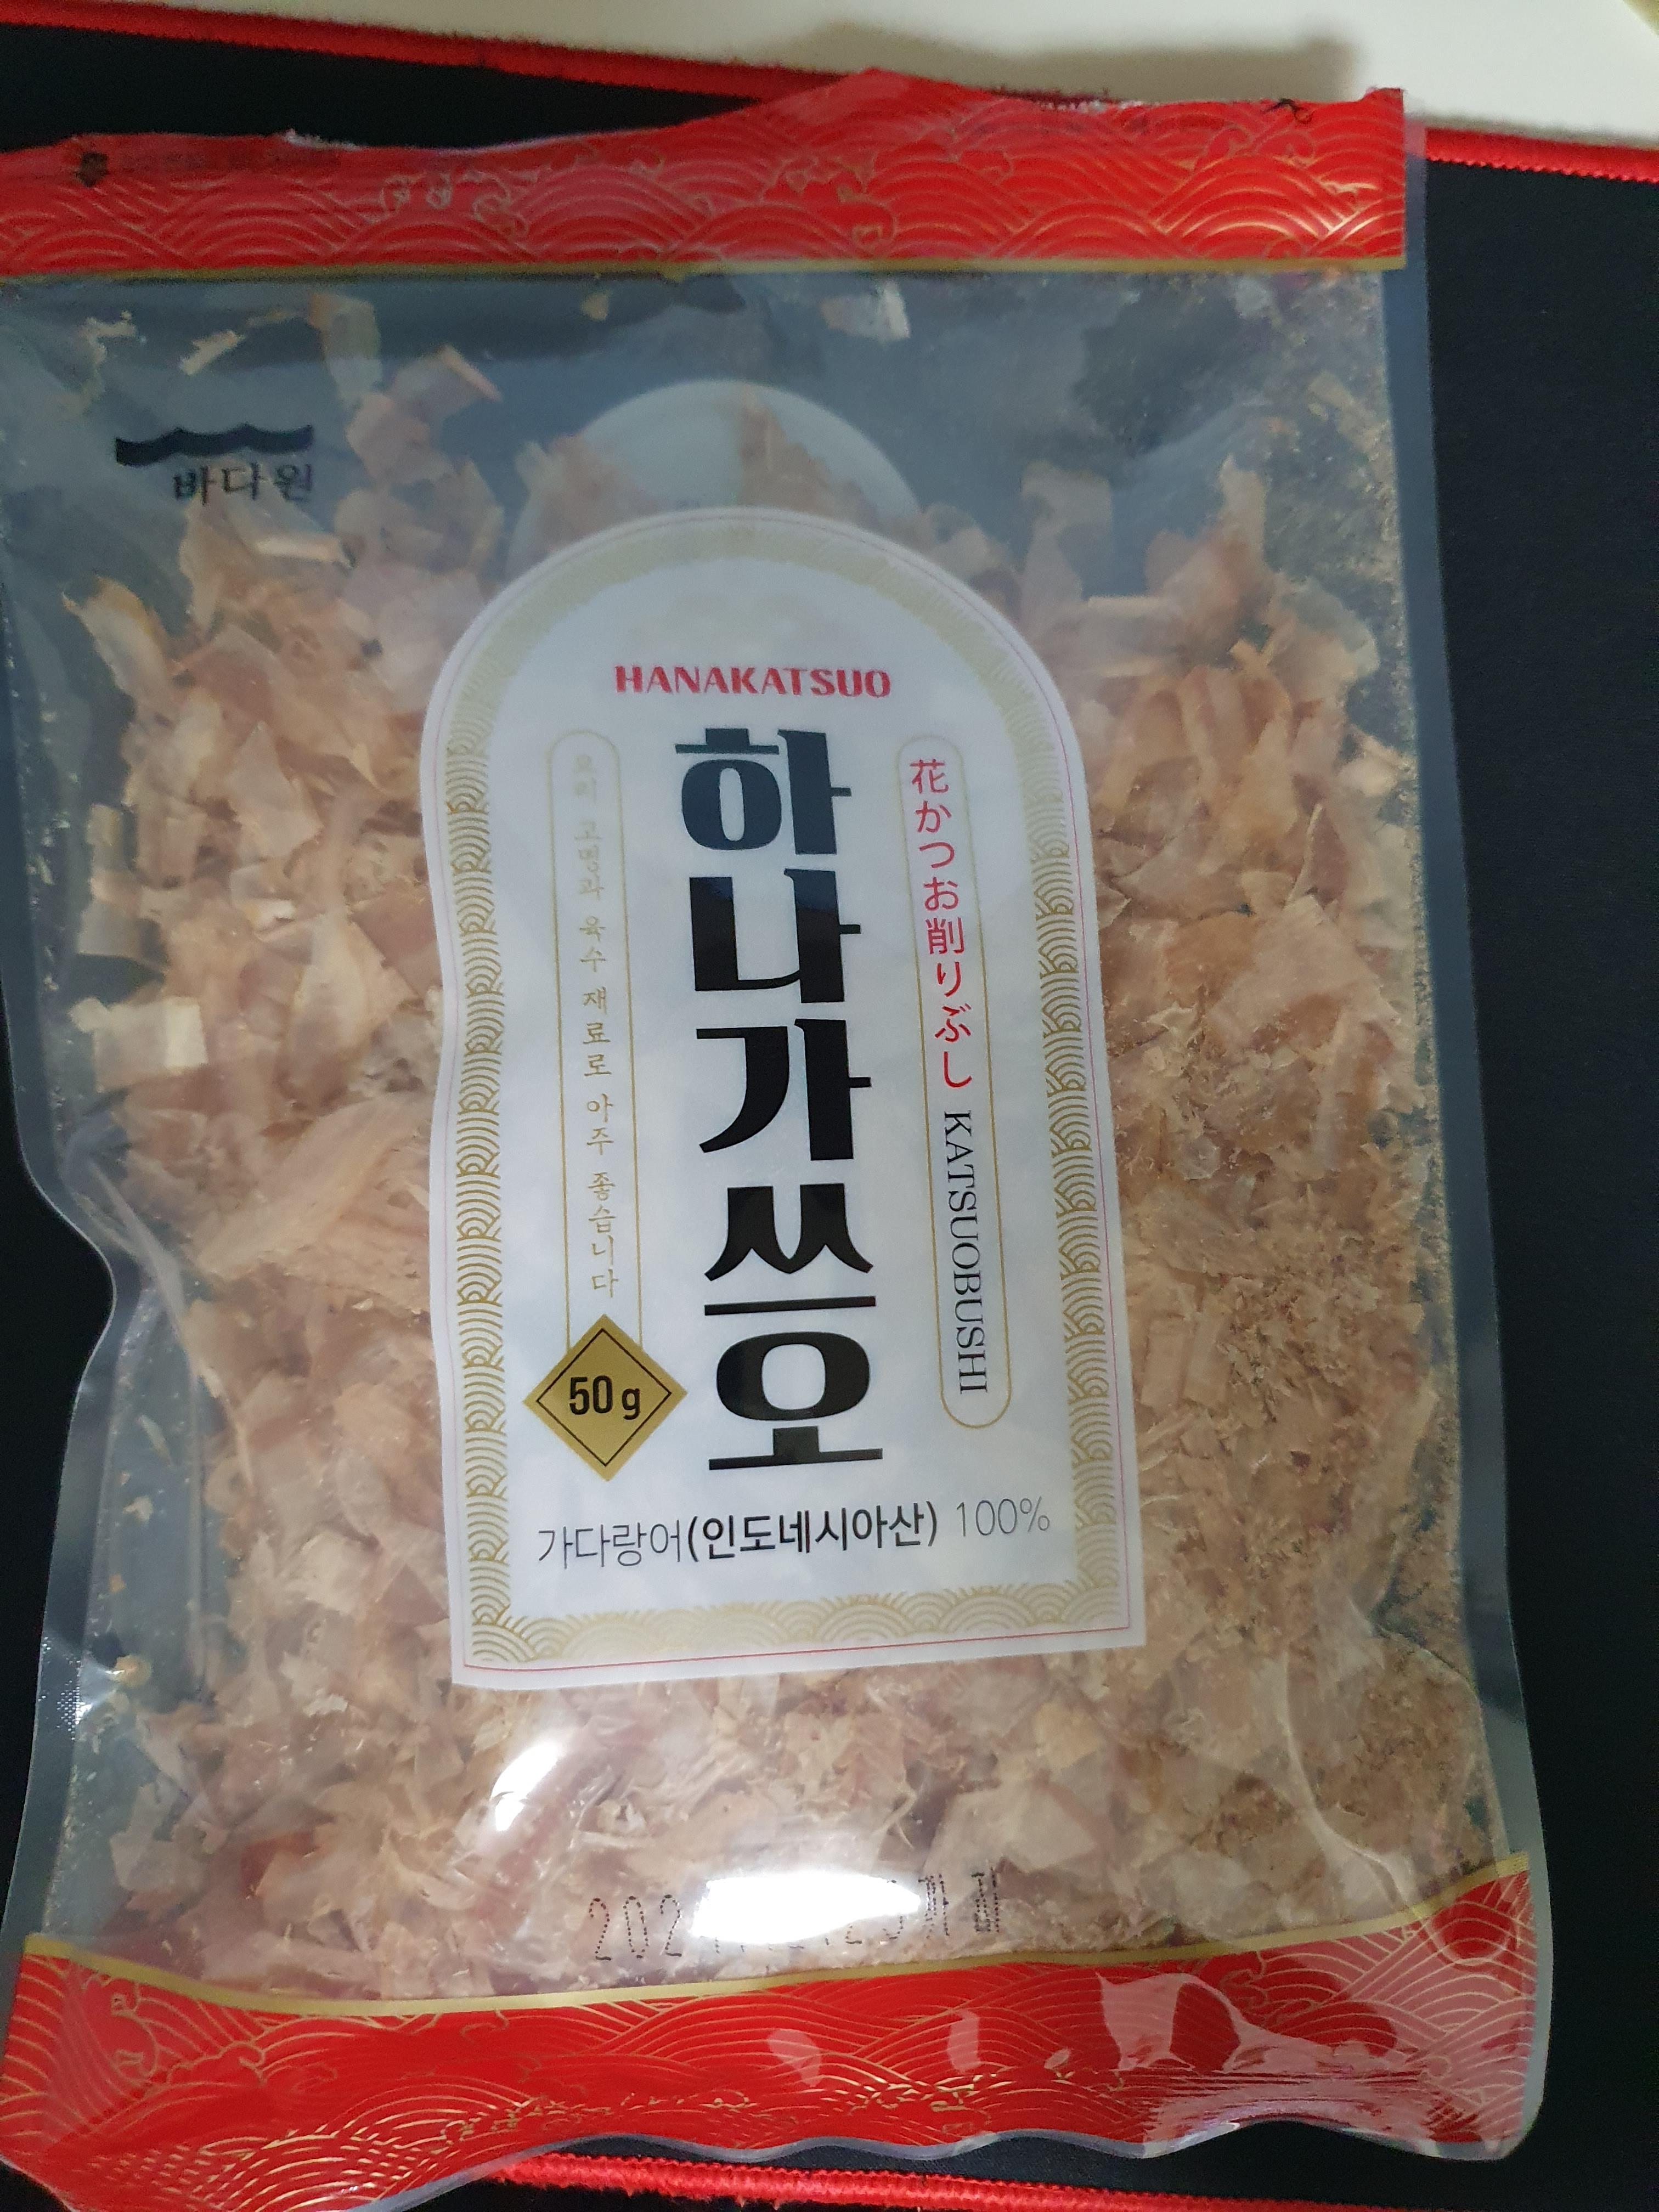 바다원
HANAKATSUO
하나가쓰오
花かつお削りぶし KATSUOBUSHI
요리 고명과 육수 재료로 아주 좋습니다
50g
가다랑어(인도네시아산) 100%
까지